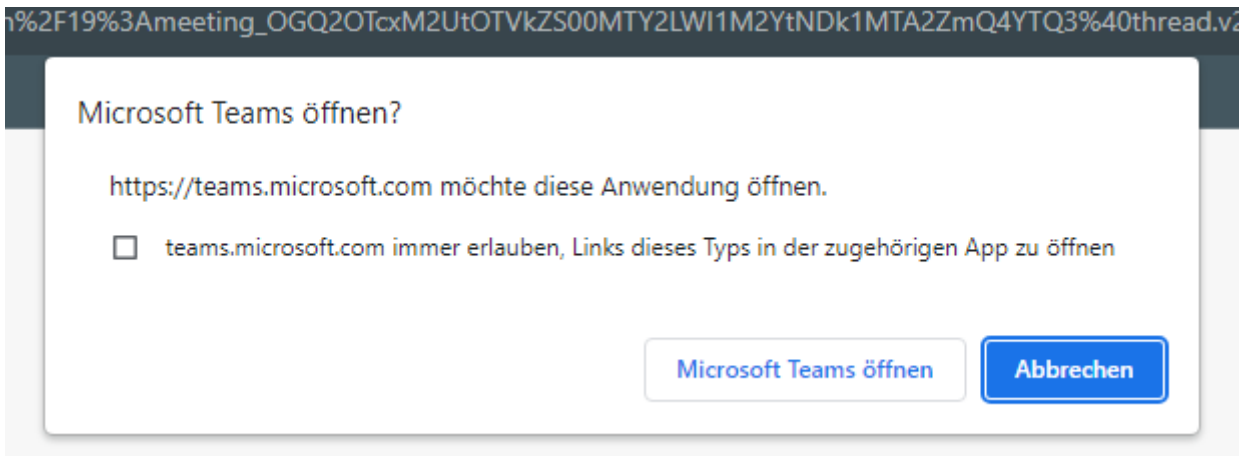 n%2F19%3Ameeting_OGQ2OTcxM2UtOTVkZS00MTY2LWI1M2YtNDk1MTA2ZmQ4YTQ3%40thread.v2
Microsoft Teams öffnen?
https://teams.microsoft.com möchte diese Anwendung öffnen.
teams.microsoft.com immer erlauben, Links dieses Typs in der zugehörigen App zu öffnen
Microsoft Teams öffnen Abbrechen